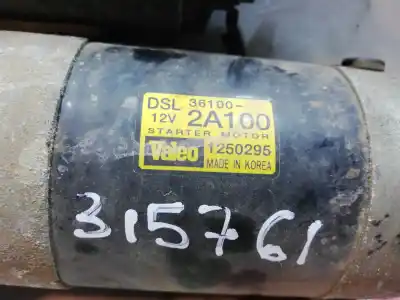 DSL 36100-
12V 2A100
STARTER MOTOR
Valeo 1250295
MADE IN KOREA
315761